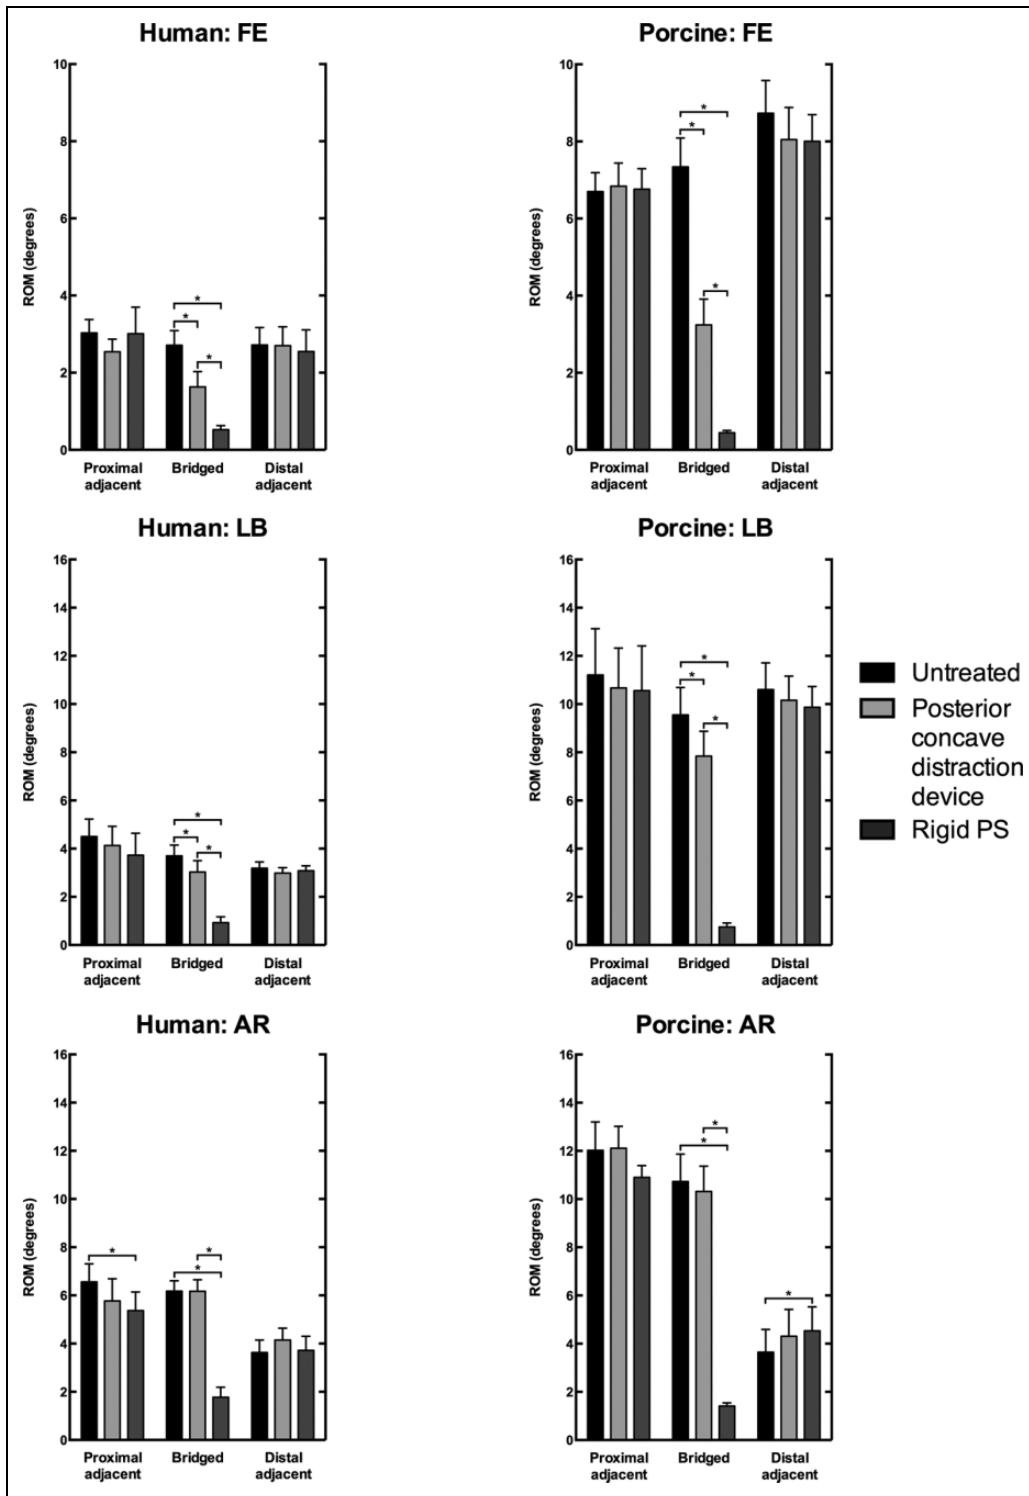 Human: FE
Porcine: FE
10
8
6
4
2
0
ROM (degrees)
* * *
Proximal adjacent
Bridged
Distal adjacent
10
8
6
4
2
0
ROM (degrees)
* * *
Proximal adjacent
Bridged
Distal adjacent
Human: LB
Porcine: LB
16
14
12
10
8
6
4
2
0
ROM (degrees)
* * *
Proximal adjacent
Bridged
Distal adjacent
16
14
12
10
8
6
4
2
0
ROM (degrees)
* * *
Proximal adjacent
Bridged
Distal adjacent
Untreated
Posterior
concave
distraction
device
Rigid PS
Human: AR
Porcine: AR
16
14
12
10
8
6
4
2
0
ROM (degrees)
* * *
Proximal adjacent
Bridged
Distal adjacent
16
14
12
10
8
6
4
2
0
ROM (degrees)
* * *
Proximal adjacent
Bridged
Distal adjacent